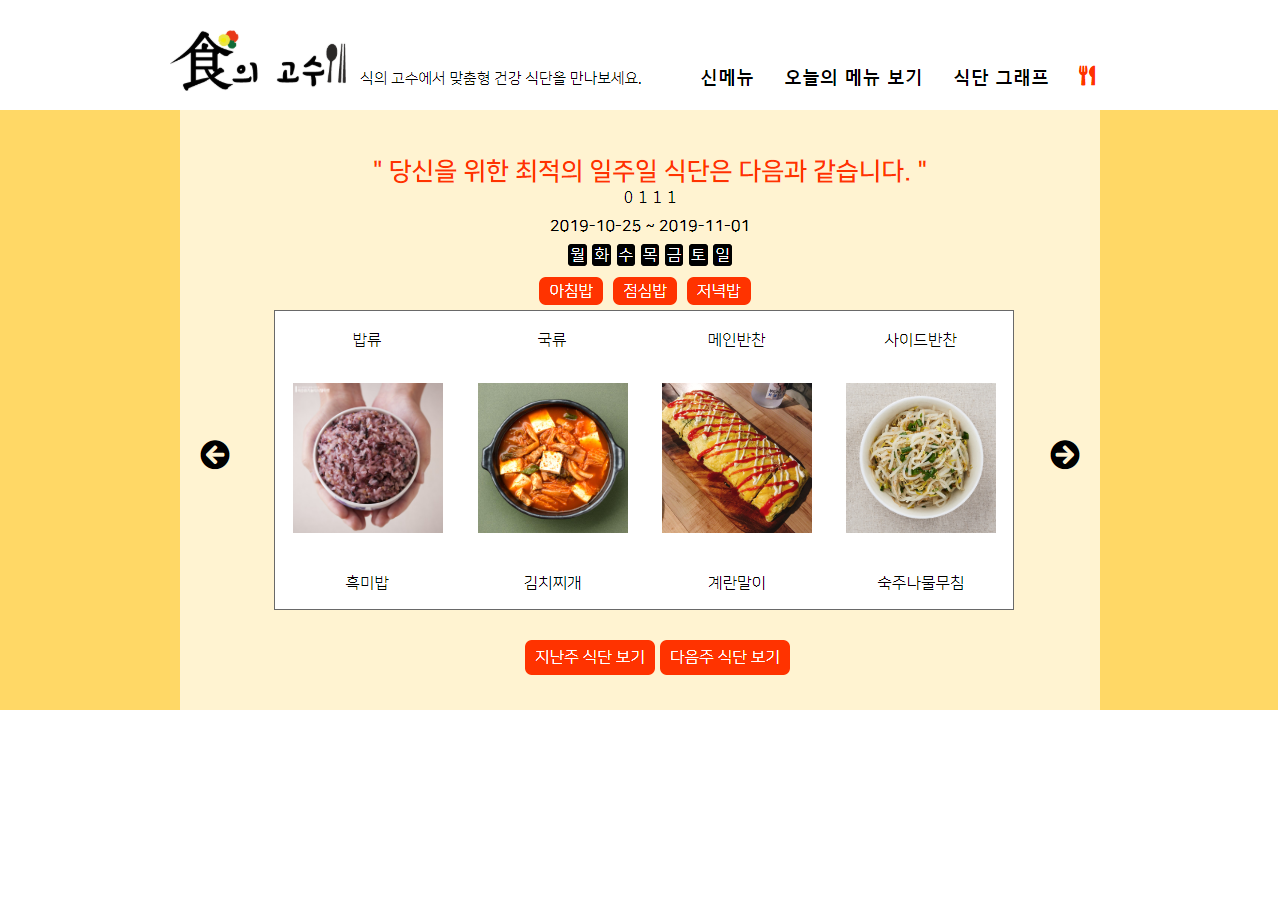 食의 고수
식의 고수에서 맞춤형 건강 식단을 만나보세요.
신메뉴 오늘의 메뉴 보기 식단 그래프
" 당신을 위한 최적의 일주일 식단은 다음과 같습니다. "
0 1 1 1
2019-10-25 ~ 2019-11-01
월 화 수 목 금 토 일
아침밥 점심밥 저녁밥
밥류 국류 메인반찬 사이드반찬
흑미밥 김치찌개 계란말이 숙주나물무침
지난주 식단 보기 다음주 식단 보기